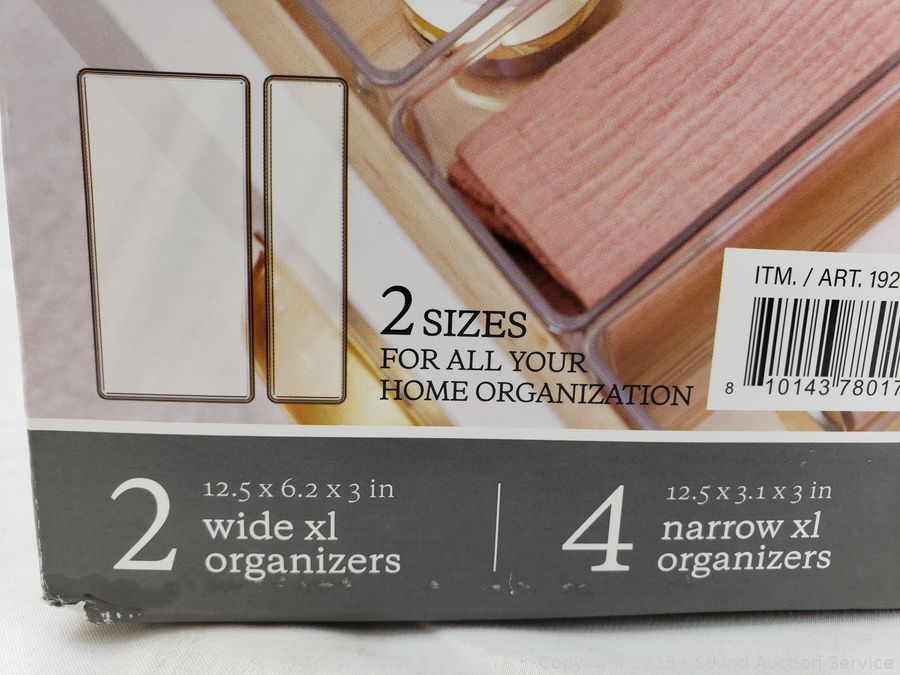 2 SIZES
FOR ALL YOUR
HOME ORGANIZATION
ITM. / ART. 192
8 10143 78017
2
12.5 x 6.2 x 3 in
wide xl
organizers
4
12.5 x 3.1 x 3 in
narrow xl
organizers
Copyright 2025 - Sound Auction Service